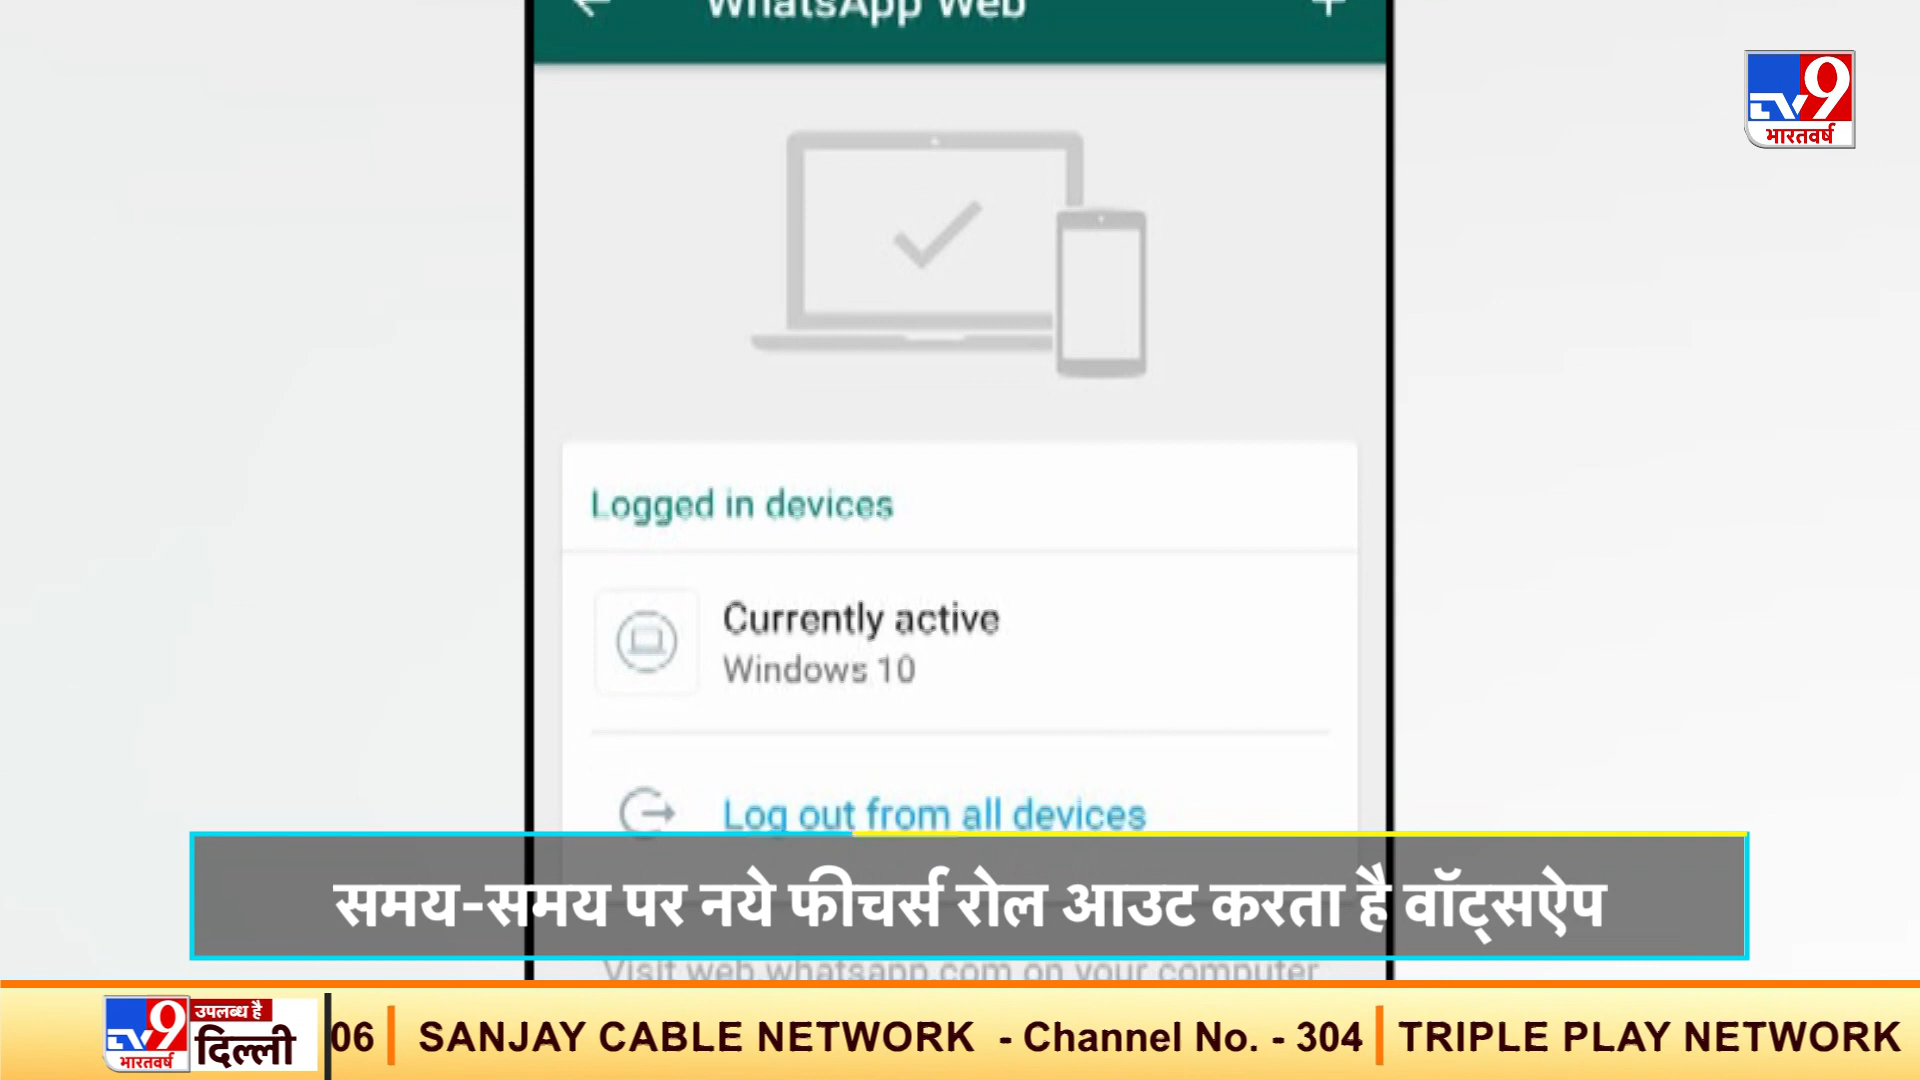 WhatsApp Web
TV9
भारतवर्ष
Logged in devices
Currently active
Windows 10
Log out from all devices
समय-समय पर नये फीचर्स रोल आउट करता है वॉट्सऐप
Visit web.whatsapp.com on your computer
TV9
भारतवर्ष
उपलब्ध है
दिल्ली
06 | SANJAY CABLE NETWORK - Channel No. - 304 | TRIPLE PLAY NETWORK